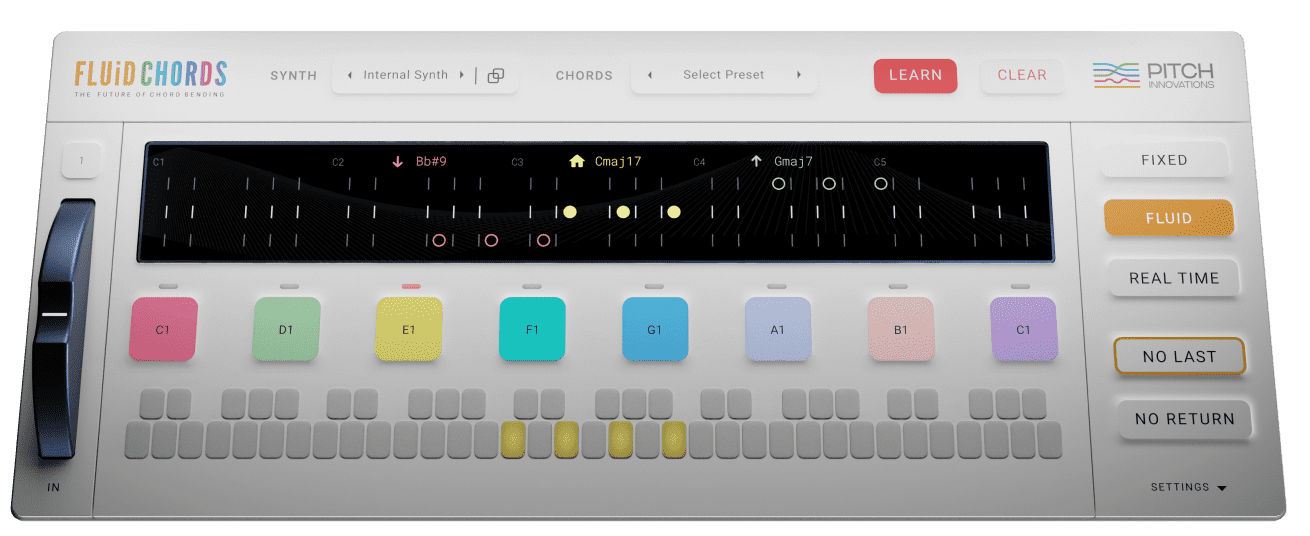 FLUiD CHORDS
THE FUTURE OF CHORD BENDING
SYNTH
Internal Synth
CHORDS
Select Preset
LEARN
CLEAR
PITCH
INNOVATIONS
1
C1
C2
Bb#9
C3
Cmaj17
C4
Gmaj7
C5
FIXED
FLUID
REAL TIME
NO LAST
NO RETURN
SETTINGS
C1
D1
E1
F1
G1
A1
B1
C1
IN